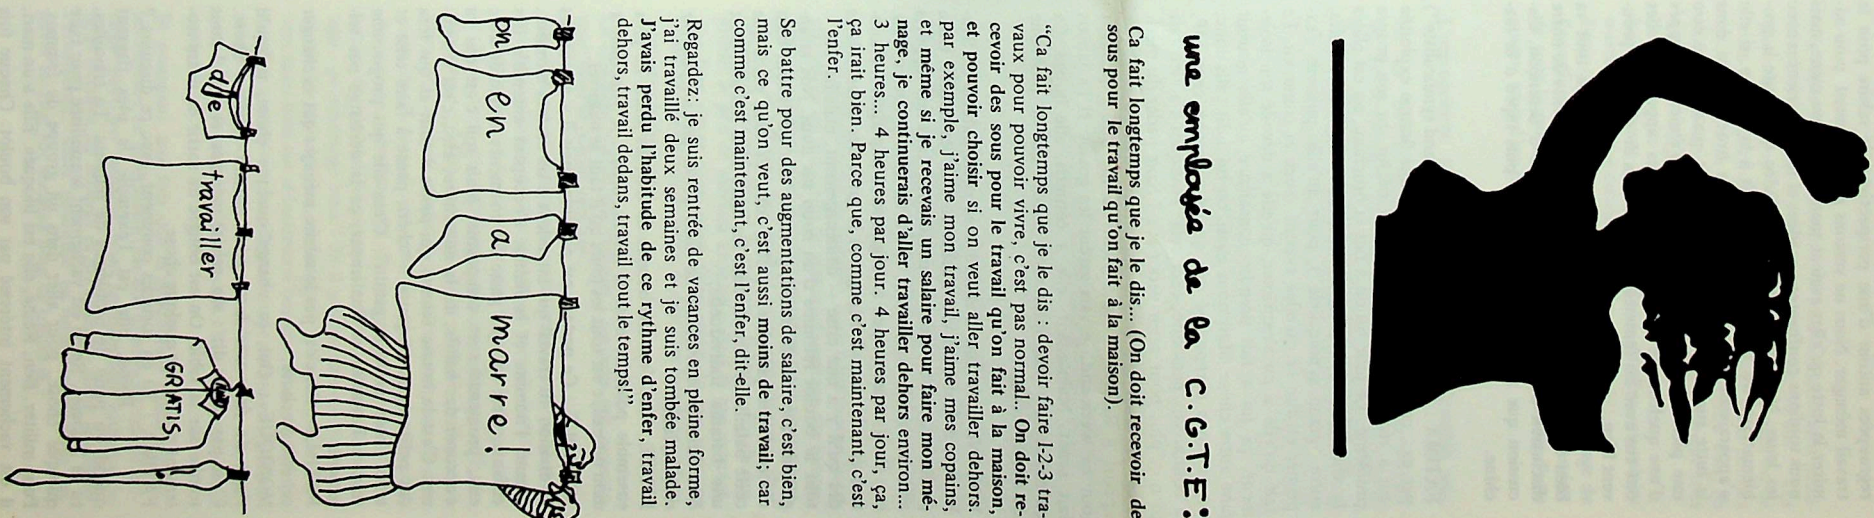 une employée de la C.G.T.E:
Ca fait longtemps que je le dis... (On doit recevoir de
sous pour le travail qu'on fait à la maison).
"Ca fait longtemps que je le dis : devoir faire 1-2-3 tra-
vaux pour pouvoir vivre, c'est pas normal.. On doit re-
cevoir des sous pour le travail qu'on fait à la maison,
et pouvoir choisir si on veut aller travailler dehors.
par exemple, j'aime mon travail, j'aime mes copains,
et même si je recevais un salaire pour faire mon mé-
nage, je continuerais d'aller travailler dehors environ...
3 heures... 4 heures par jour. 4 heures par jour, ça,
ça irait bien. Parce que, comme c'est maintenant, c'est
l'enfer.
Se battre pour des augmentations de salaire, c'est bien,
mais ce qu'on veut, c'est aussi moins de travail; car
comme c'est maintenant, c'est l'enfer, dit-elle.
Regardez: je suis rentrée de vacances en pleine forme,
j'ai travaillé deux semaines et je suis tombée malade.
J'avais perdu l'habitude de ce rythme d'enfer, travail
dehors, travail dedans, travail tout le temps!"
on en a marre!
de travailler GRATIS